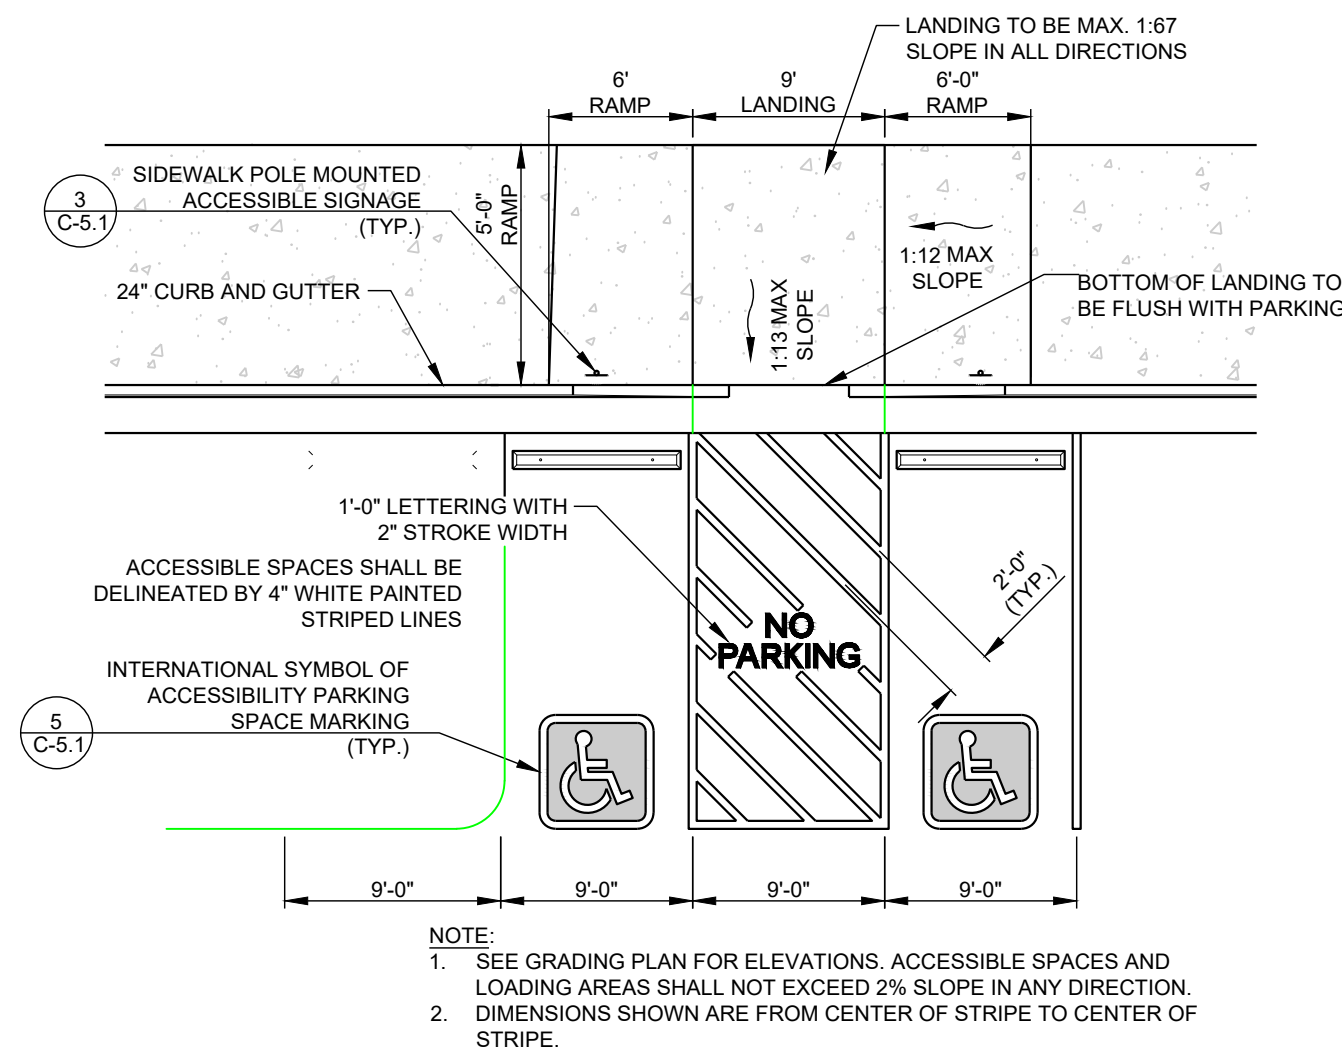 LANDING TO BE MAX. 1:67
SLOPE IN ALL DIRECTIONS
6'
RAMP
9'
LANDING
6'-0"
RAMP
3
C-5.1
SIDEWALK POLE MOUNTED
ACCESSIBLE SIGNAGE
(TYP.)
5'-0"
RAMP
1:12 MAX
SLOPE
24" CURB AND GUTTER
1:13 MAX
SLOPE
BOTTOM OF LANDING TO
BE FLUSH WITH PARKING
1'-0" LETTERING WITH
2" STROKE WIDTH
ACCESSIBLE SPACES SHALL BE
DELINEATED BY 4" WHITE PAINTED
STRIPED LINES
2'-0"
(TYP.)
NO
PARKING
INTERNATIONAL SYMBOL OF
ACCESSIBILITY PARKING
SPACE MARKING
(TYP.)
5
C-5.1
9'-0"
9'-0"
9'-0"
9'-0"
NOTE:
1. SEE GRADING PLAN FOR ELEVATIONS. ACCESSIBLE SPACES AND
LOADING AREAS SHALL NOT EXCEED 2% SLOPE IN ANY DIRECTION.
2. DIMENSIONS SHOWN ARE FROM CENTER OF STRIPE TO CENTER OF
STRIPE.